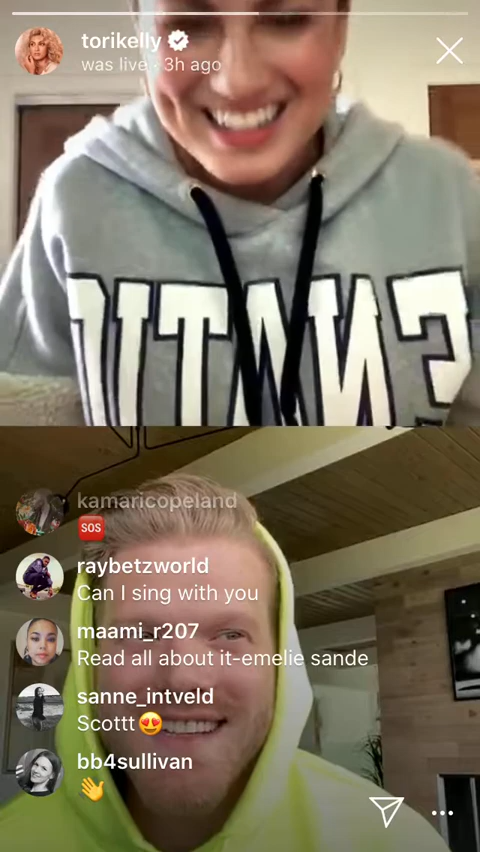 torikelly
was live · 3h ago
kamaricopeland
SOS
raybetzworld
Can I sing with you
maami_r207
Read all about it-emelie sande
sanne_intveld
Scottt😍
bb4sullivan
👋